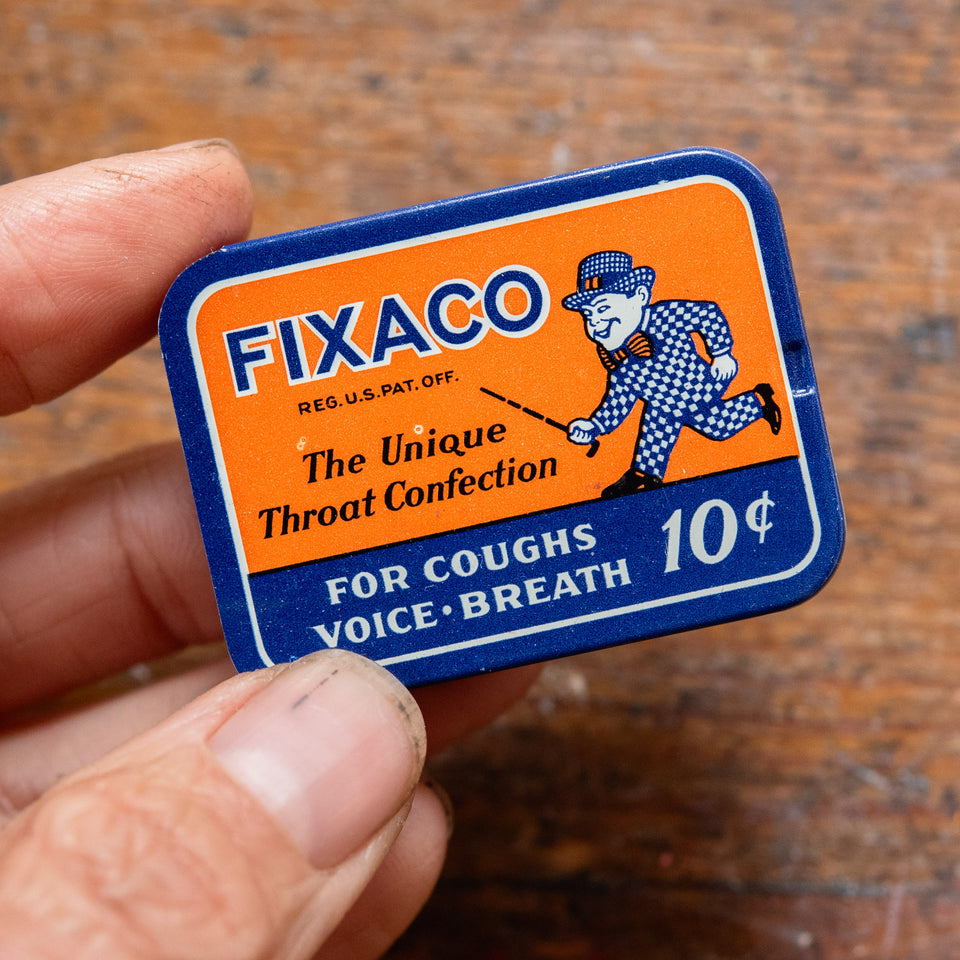 FIXACO
REG. U.S. PAT. OFF.
The Unique
Throat Confection
FOR COUGHS
VOICE • BREATH
10¢